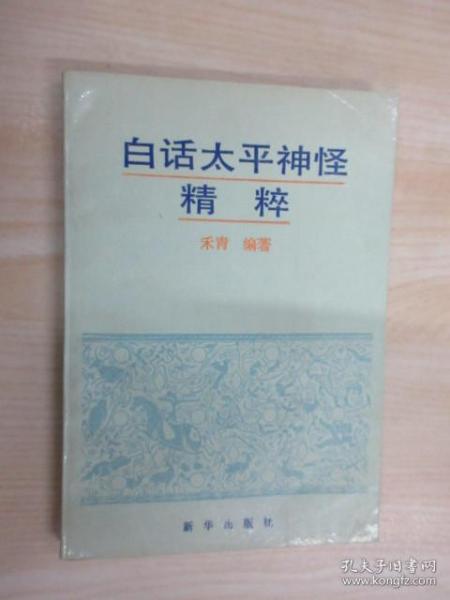 白话太平神怪
精 粹
禾青 编著
新华出版社
孔夫子旧书网
www.kongfz.com